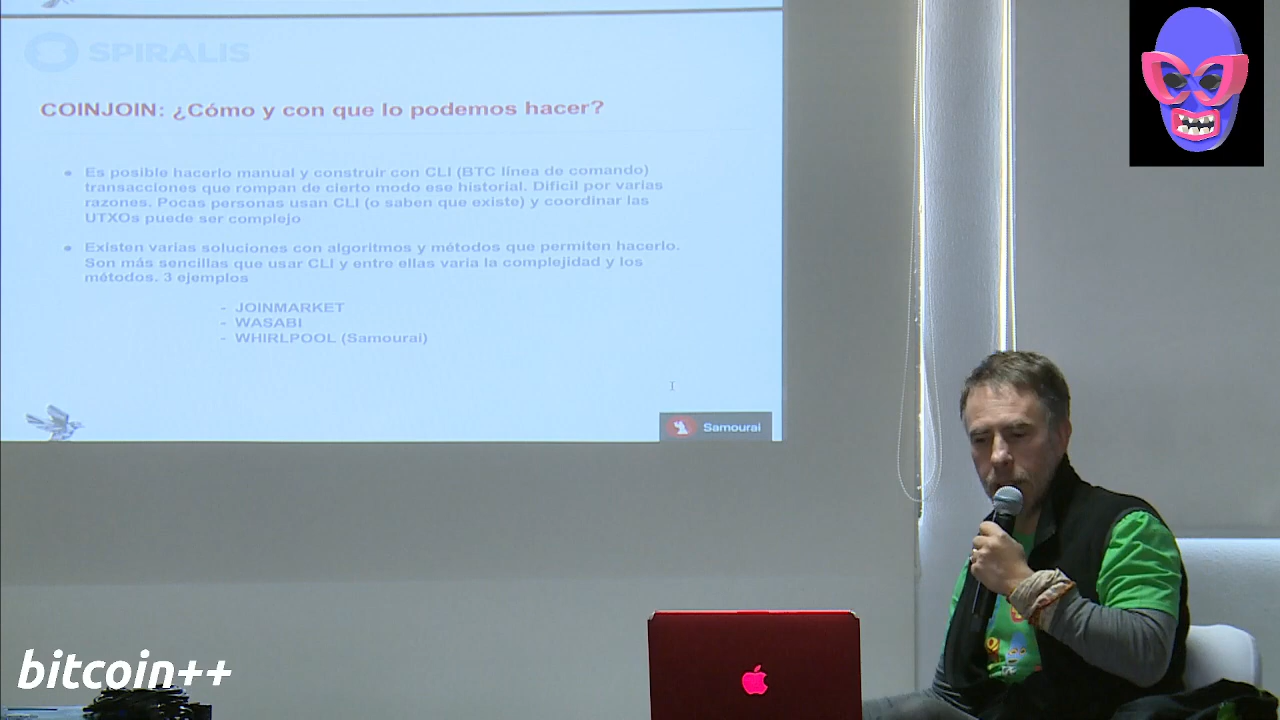 SPIRALIS
COINJOIN: ¿Cómo y con que lo podemos hacer?
• Es posible hacerlo manual y construir con CLI (BTC línea de comando)
transacciones que rompan de cierto modo ese historial. Dificil por varias
razones. Pocas personas usan CLI (o saben que existe) y coordinar las
UTXOs puede ser complejo
• Existen varias soluciones con algoritmos y métodos que permiten hacerlo.
Son más sencillas que usar CLI y entre ellas varia la complejidad y los
métodos. 3 ejemplos
- JOINMARKET
- WASABI
- WHIRLPOOL (Samourai)
Samourai
bitcoin++